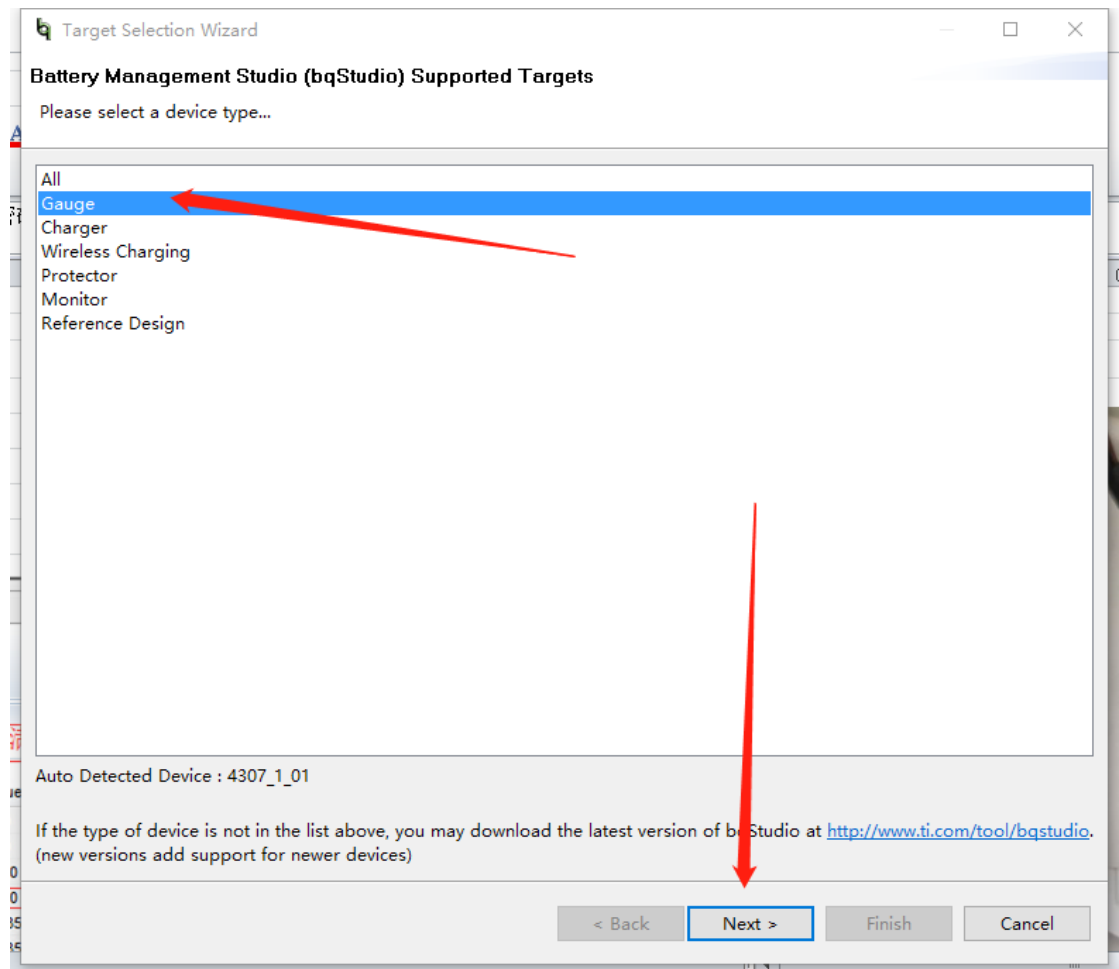 Target Selection Wizard
Battery Management Studio (bqStudio) Supported Targets
Please select a device type...
All
Gauge
Charger
Wireless Charging
Protector
Monitor
Reference Design
Auto Detected Device : 4307_1_01
If the type of device is not in the list above, you may download the latest version of bqStudio at http://www.ti.com/tool/bqstudio.
(new versions add support for newer devices)
< Back
Next >
Finish
Cancel